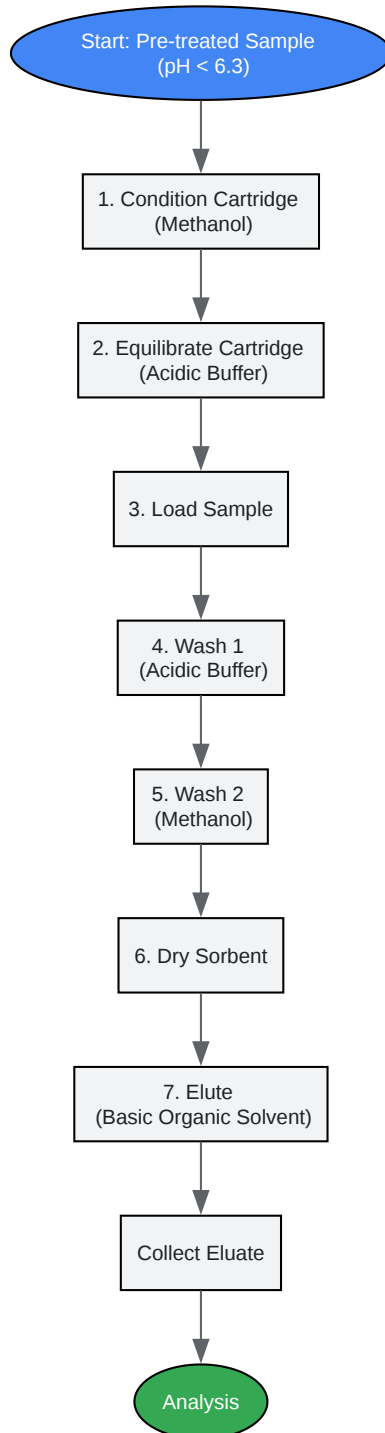 Start: Pre-treated Sample
(pH < 6.3)
1. Condition Cartridge
(Methanol)
2. Equilibrate Cartridge
(Acidic Buffer)
3. Load Sample
4. Wash 1
(Acidic Buffer)
5. Wash 2
(Methanol)
6. Dry Sorbent
7. Elute
(Basic Organic Solvent)
Collect Eluate
Analysis